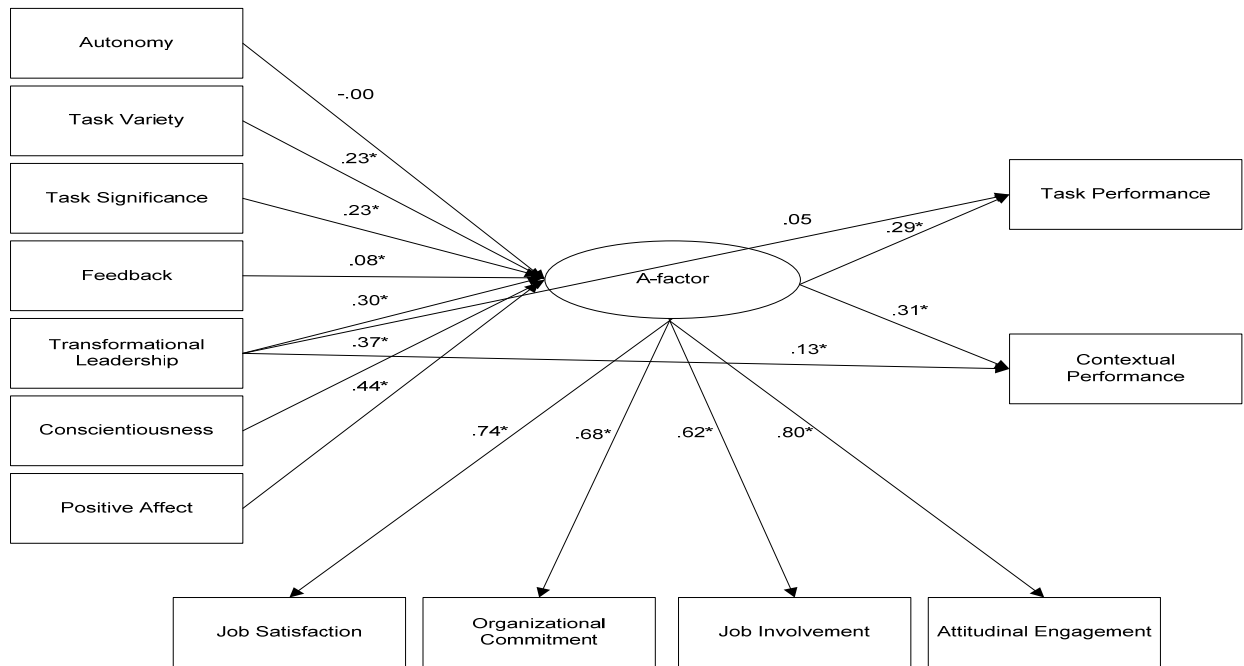 Autonomy
-.00
Task Variety
.23*
Task Performance
Task Significance
.23*
.05
.29*
Feedback
.08*
A-factor
.30*
.31*
Transformational
Leadership
.37*
.13*
Contextual
Performance
.44*
Conscientiousness
.74*
.68*
.62*
.80*
Positive Affect
Job Satisfaction
Organizational
Commitment
Job Involvement
Attitudinal Engagement